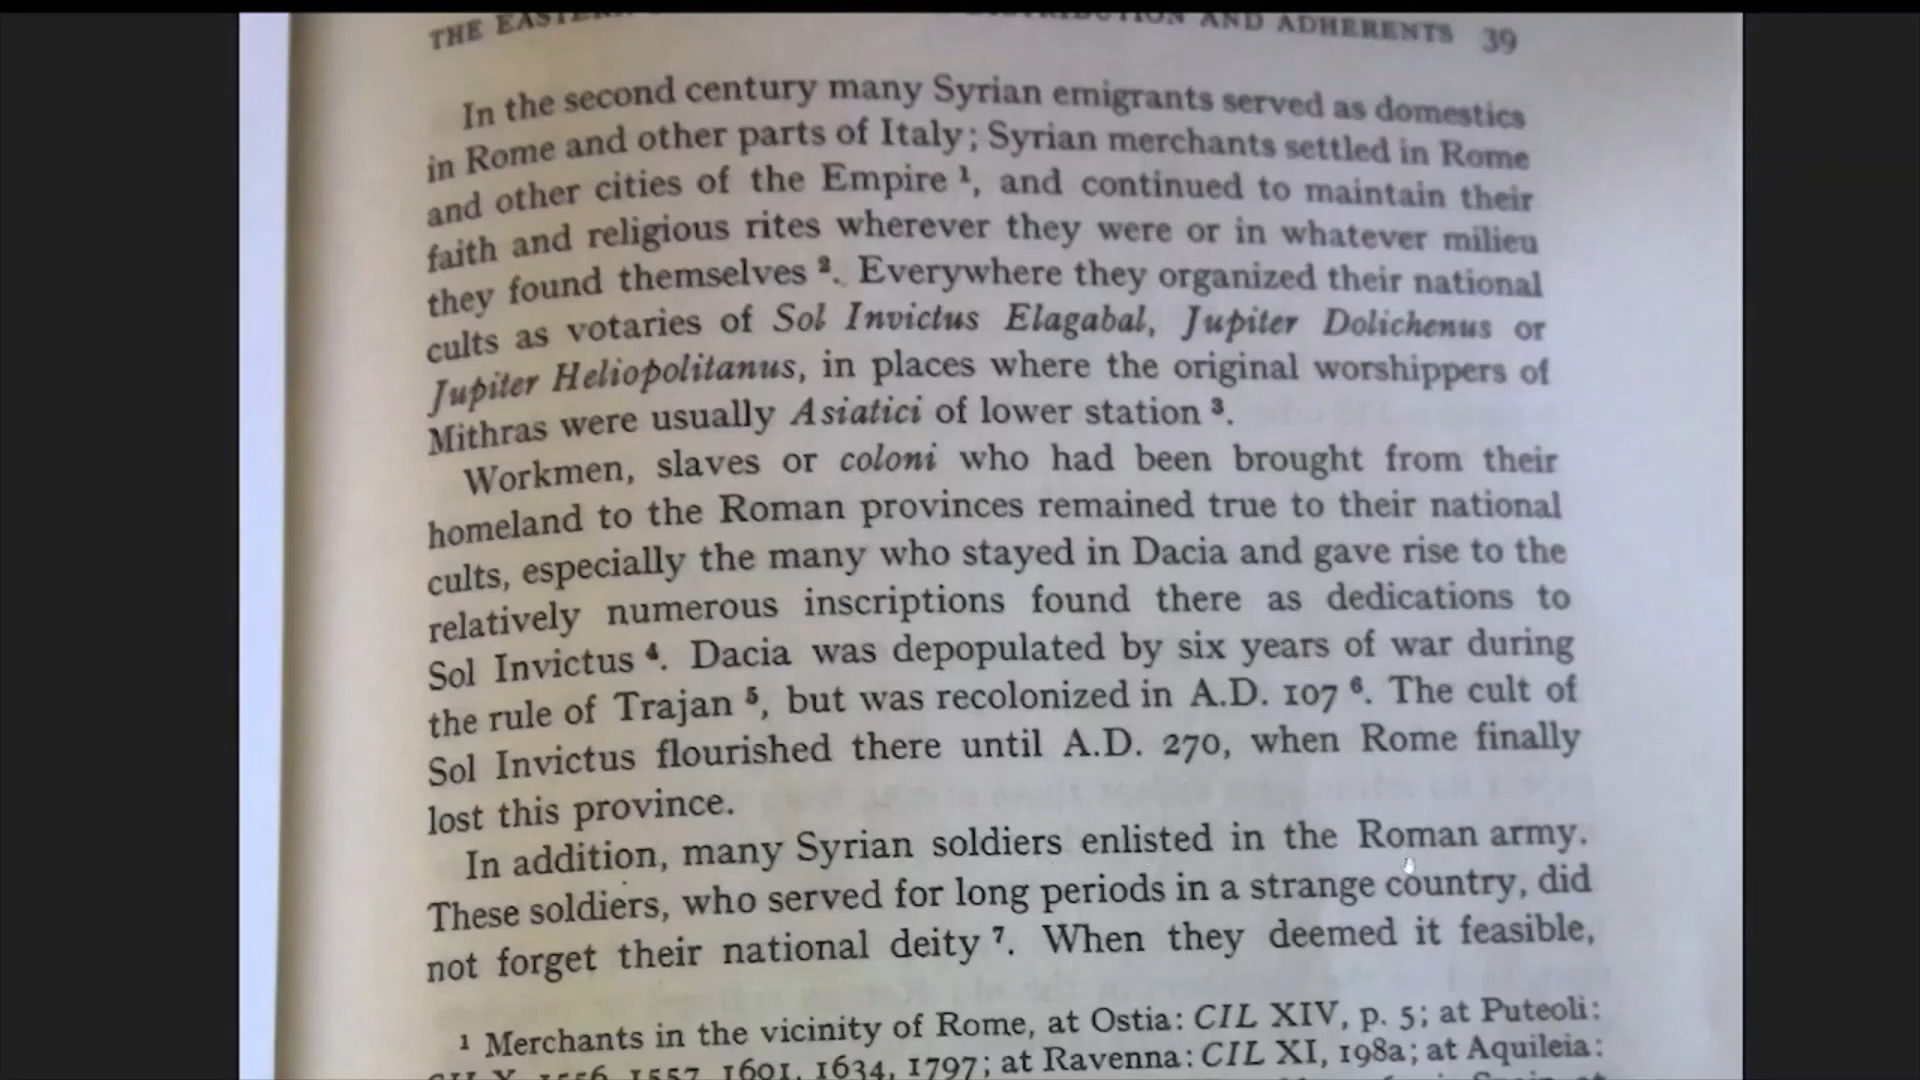 THE EASTERN AND ADHERENTS 39
In the second century many Syrian emigrants served as domestics
in Rome and other parts of Italy; Syrian merchants settled in Rome
and other cities of the Empire ¹, and continued to maintain their
faith and religious rites wherever they were or in whatever milieu
they found themselves ². Everywhere they organized their national
cults as votaries of Sol Invictus Elagabal, Jupiter Dolichenus or
Jupiter Heliopolitanus, in places where the original worshippers of
Mithras were usually Asiatici of lower station ³.
Workmen, slaves or coloni who had been brought from their
homeland to the Roman provinces remained true to their national
cults, especially the many who stayed in Dacia and gave rise to the
relatively numerous inscriptions found there as dedications to
Sol Invictus ⁴. Dacia was depopulated by six years of war during
the rule of Trajan ⁵, but was recolonized in A.D. 107 ⁶. The cult of
Sol Invictus flourished there until A.D. 270, when Rome finally
lost this province.
In addition, many Syrian soldiers enlisted in the Roman army.
These soldiers, who served for long periods in a strange country, did
not forget their national deity ⁷. When they deemed it feasible,
¹ Merchants in the vicinity of Rome, at Ostia: CIL XIV, p. 5; at Puteoli:
1601, 1634, 1797; at Ravenna: CIL XI, 198a; at Aquileia: